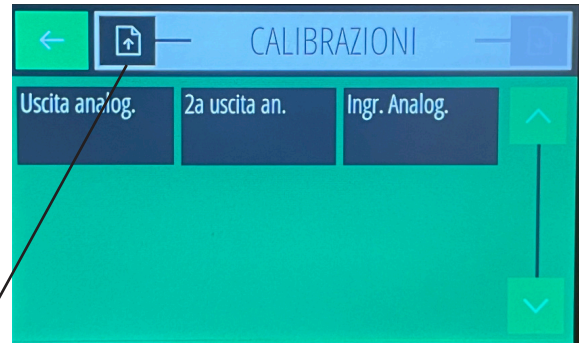 CALIBRAZIONI
Uscita analog.
2a uscita an.
Ingr. Analog.